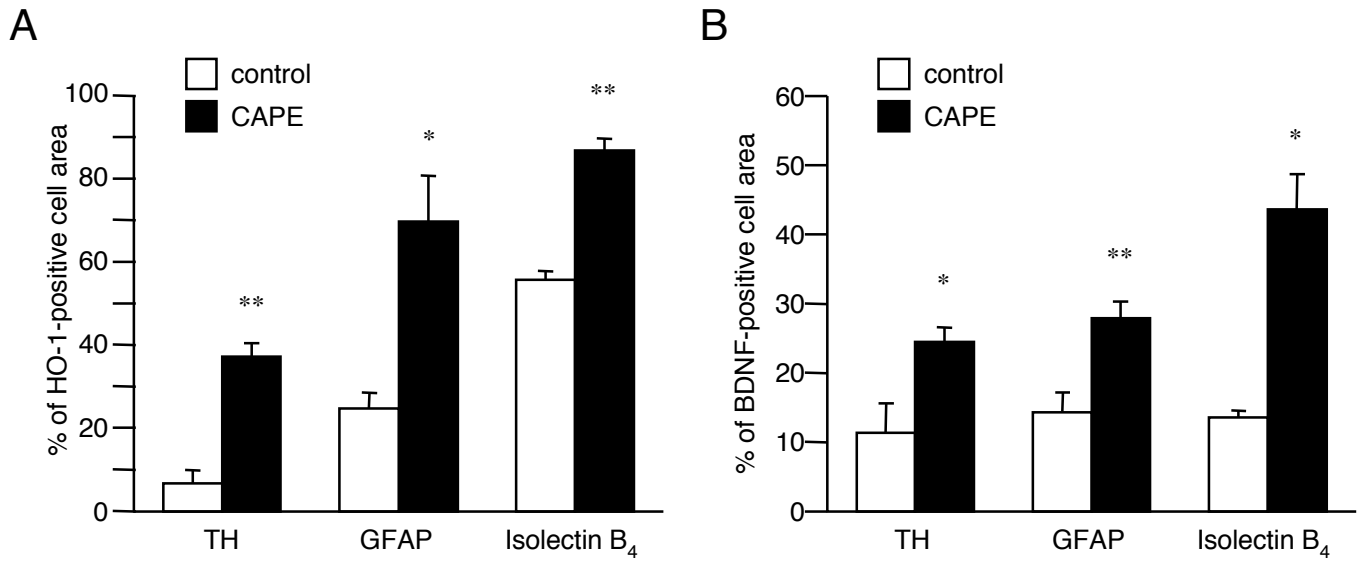 A
control
CAPE
% of HO-1-positive cell area
100
80
60
40
20
0
**
*
**
TH
GFAP
Isolectin B4
B
control
CAPE
% of BDNF-positive cell area
60
50
40
30
20
10
0
*
**
*
TH
GFAP
Isolectin B4